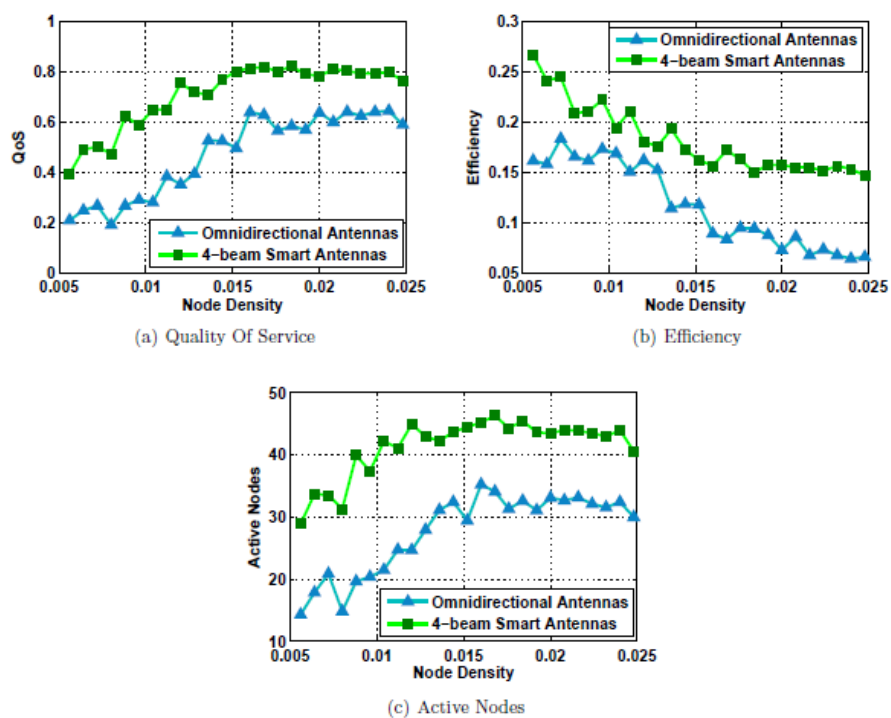 1
0.8
0.6
0.4
0.2
0
QoS
Omnidirectional Antennas
4−beam Smart Antennas
0.005 0.01 0.015 0.02 0.025
Node Density
(a) Quality Of Service
0.3
0.25
0.2
0.15
0.1
0.05
Efficiency
Omnidirectional Antennas
4−beam Smart Antennas
0.005 0.01 0.015 0.02 0.025
Node Density
(b) Efficiency
50
40
30
20
10
Active Nodes
Omnidirectional Antennas
4−beam Smart Antennas
0.005 0.01 0.015 0.02 0.025
Node Density
(c) Active Nodes